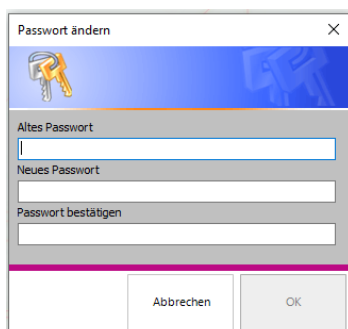 Passwort ändern
Altes Passwort
Neues Passwort
Passwort bestätigen
Abbrechen
OK